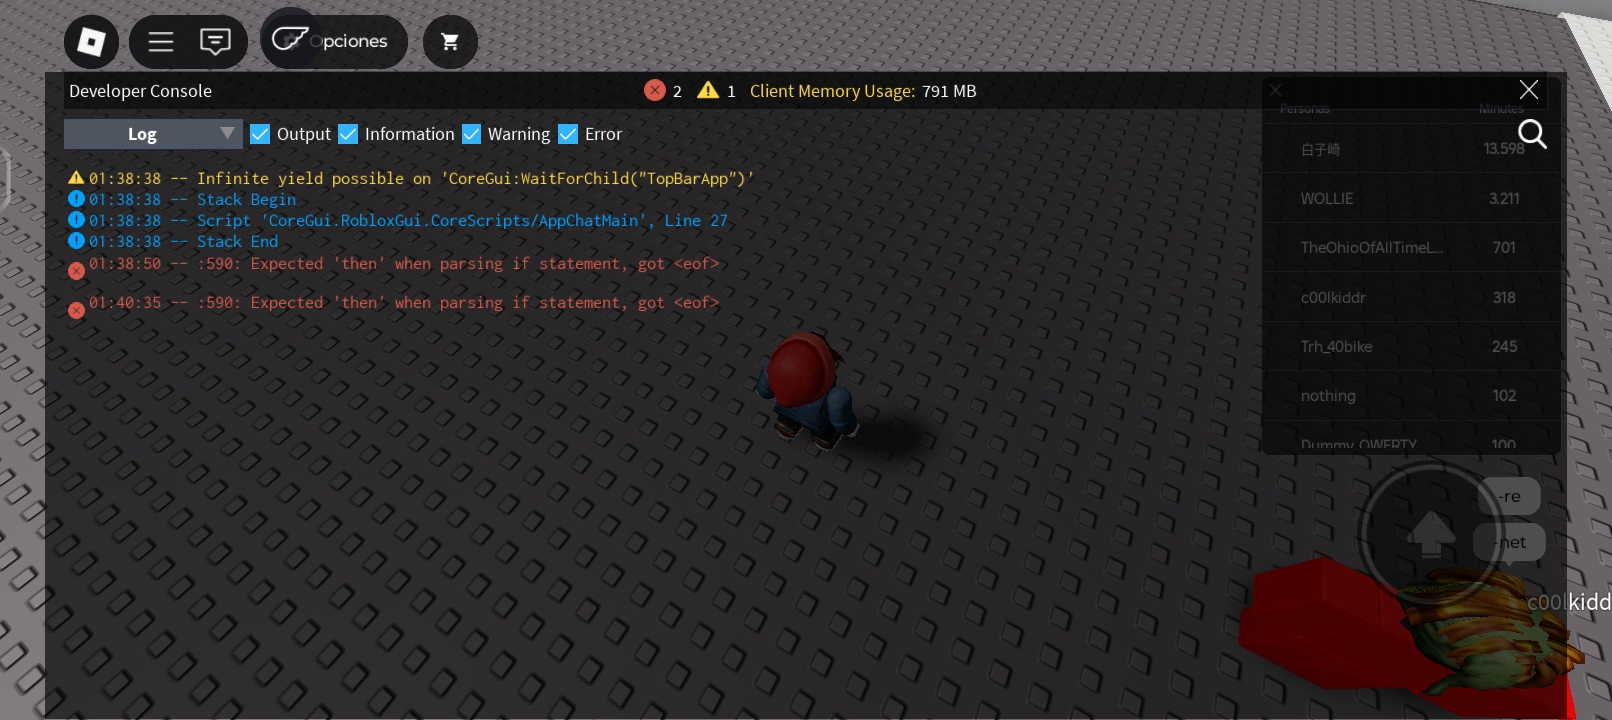 Opciones
Developer Console
2
1
Client Memory Usage: 791 MB
Log
Output
Information
Warning
Error
01:38:38 -- Infinite yield possible on 'CoreGui:WaitForChild("TopBarApp")'
01:38:38 -- Stack Begin
01:38:38 -- Script 'CoreGui.RobloxGui.CoreScripts/AppChatMain', Line 27
01:38:38 -- Stack End
01:38:50 -- :590: Expected 'then' when parsing if statement, got <eof>
01:40:35 -- :590: Expected 'then' when parsing if statement, got <eof>
Personas Minutes
白子崎 13.598
WOLLIE 3.211
TheOhioOfAllTimeL... 701
c00lkiddr 318
Trh_40bike 245
nothing 102
Dummy_QWERTY 100
-re
-net
c00lkidd